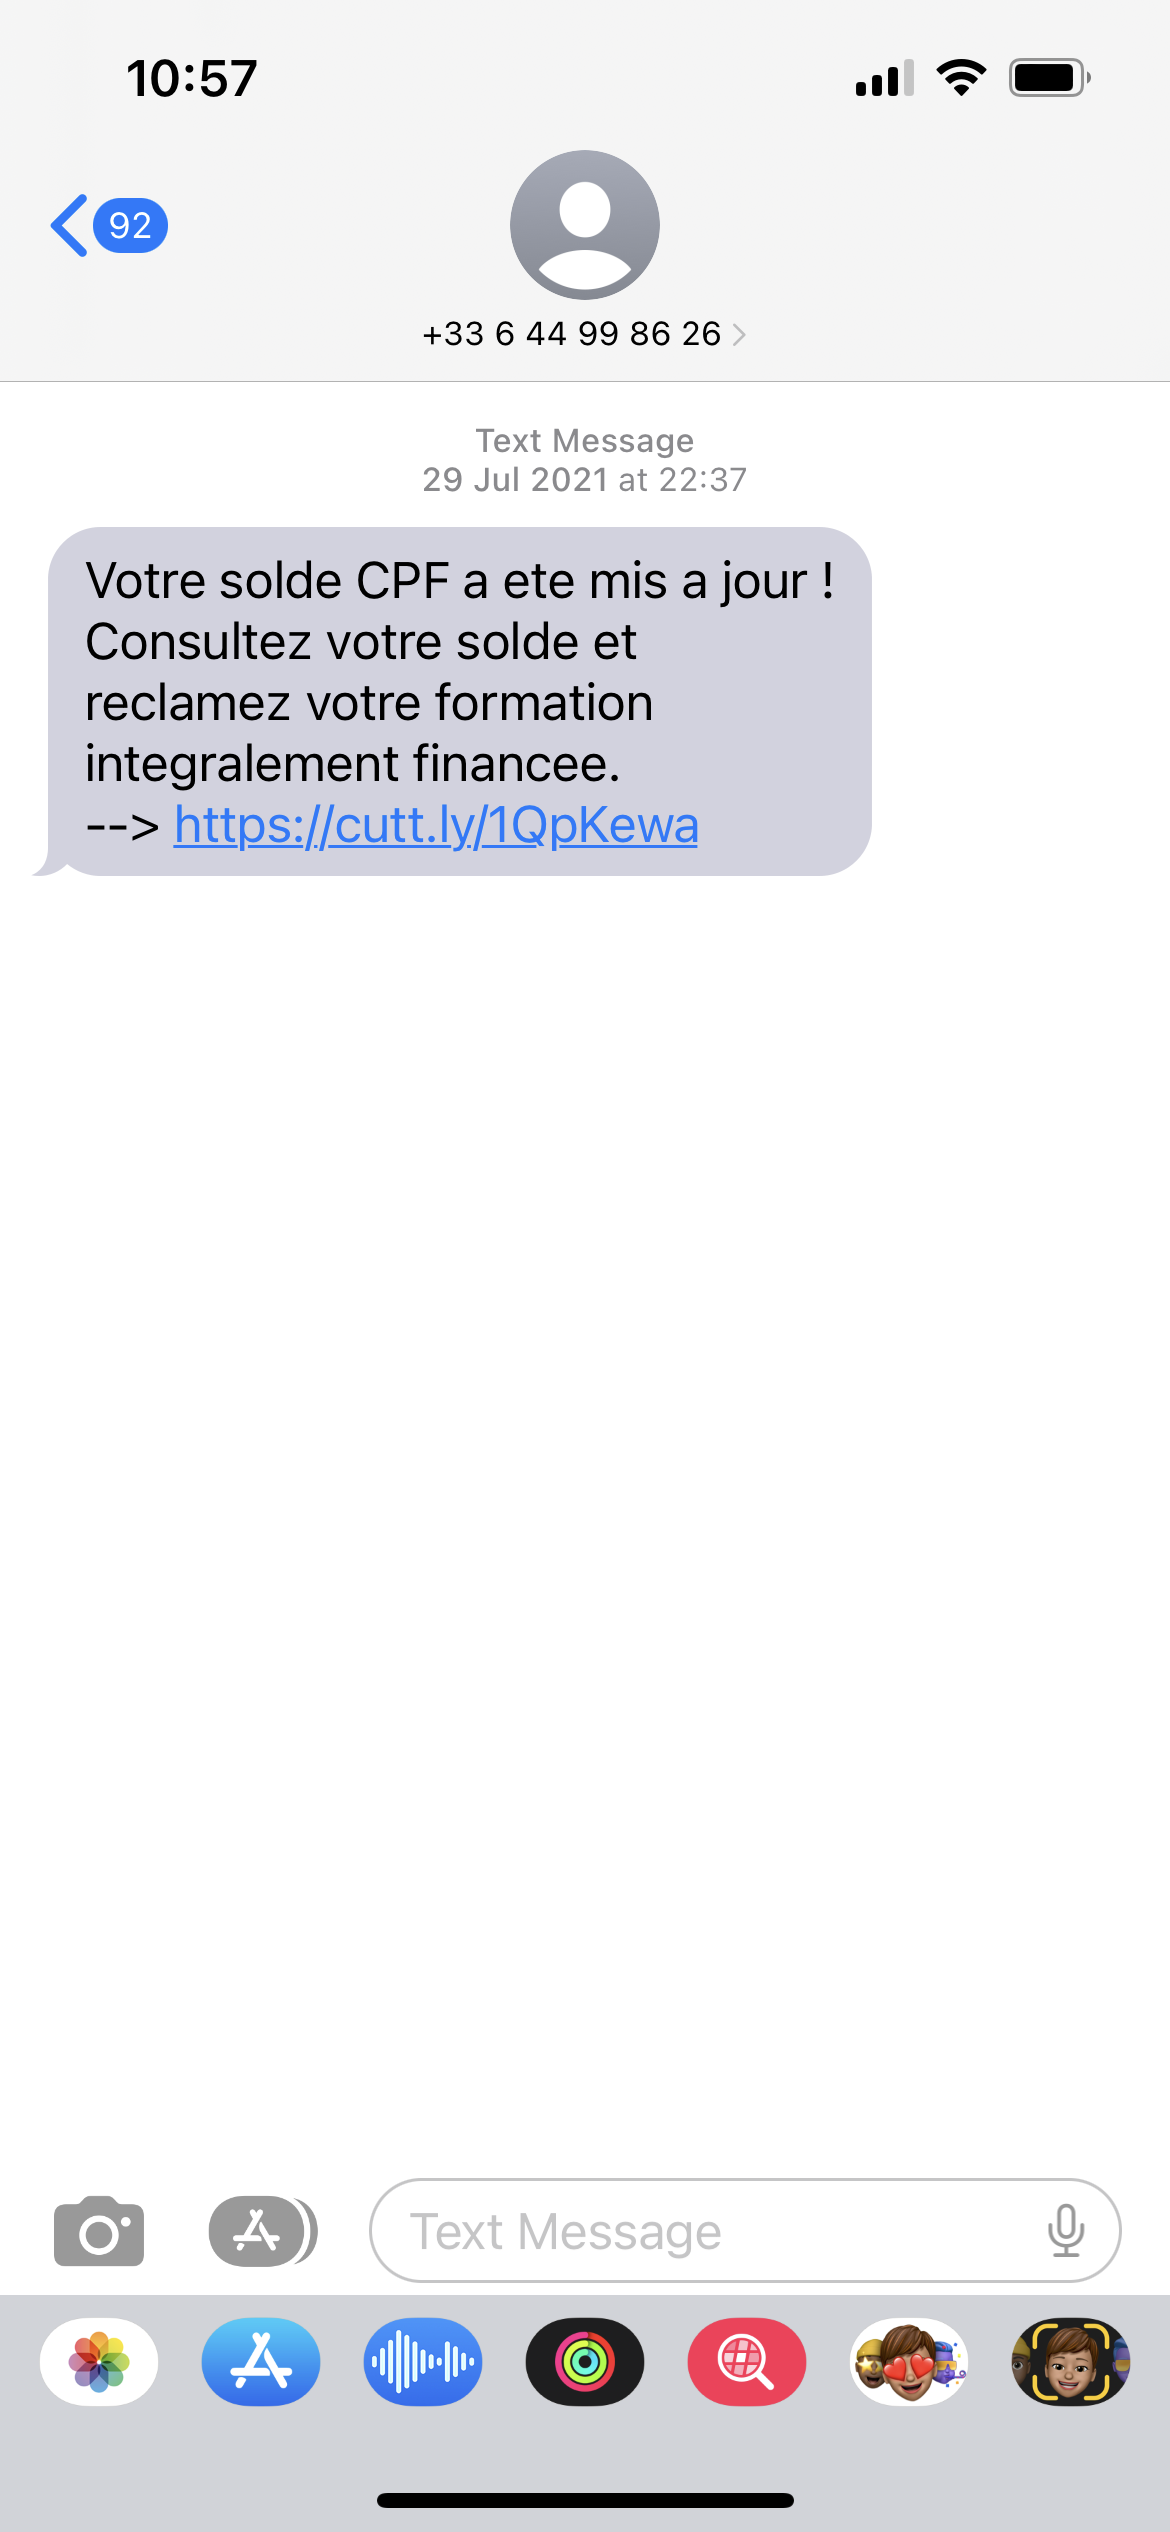 10:57
92
+33 6 44 99 86 26
Text Message
29 Jul 2021 at 22:37
Votre solde CPF a ete mis a jour !
Consultez votre solde et
reclamez votre formation
integralement financee.
--> https://cutt.ly/1QpKewa
Text Message